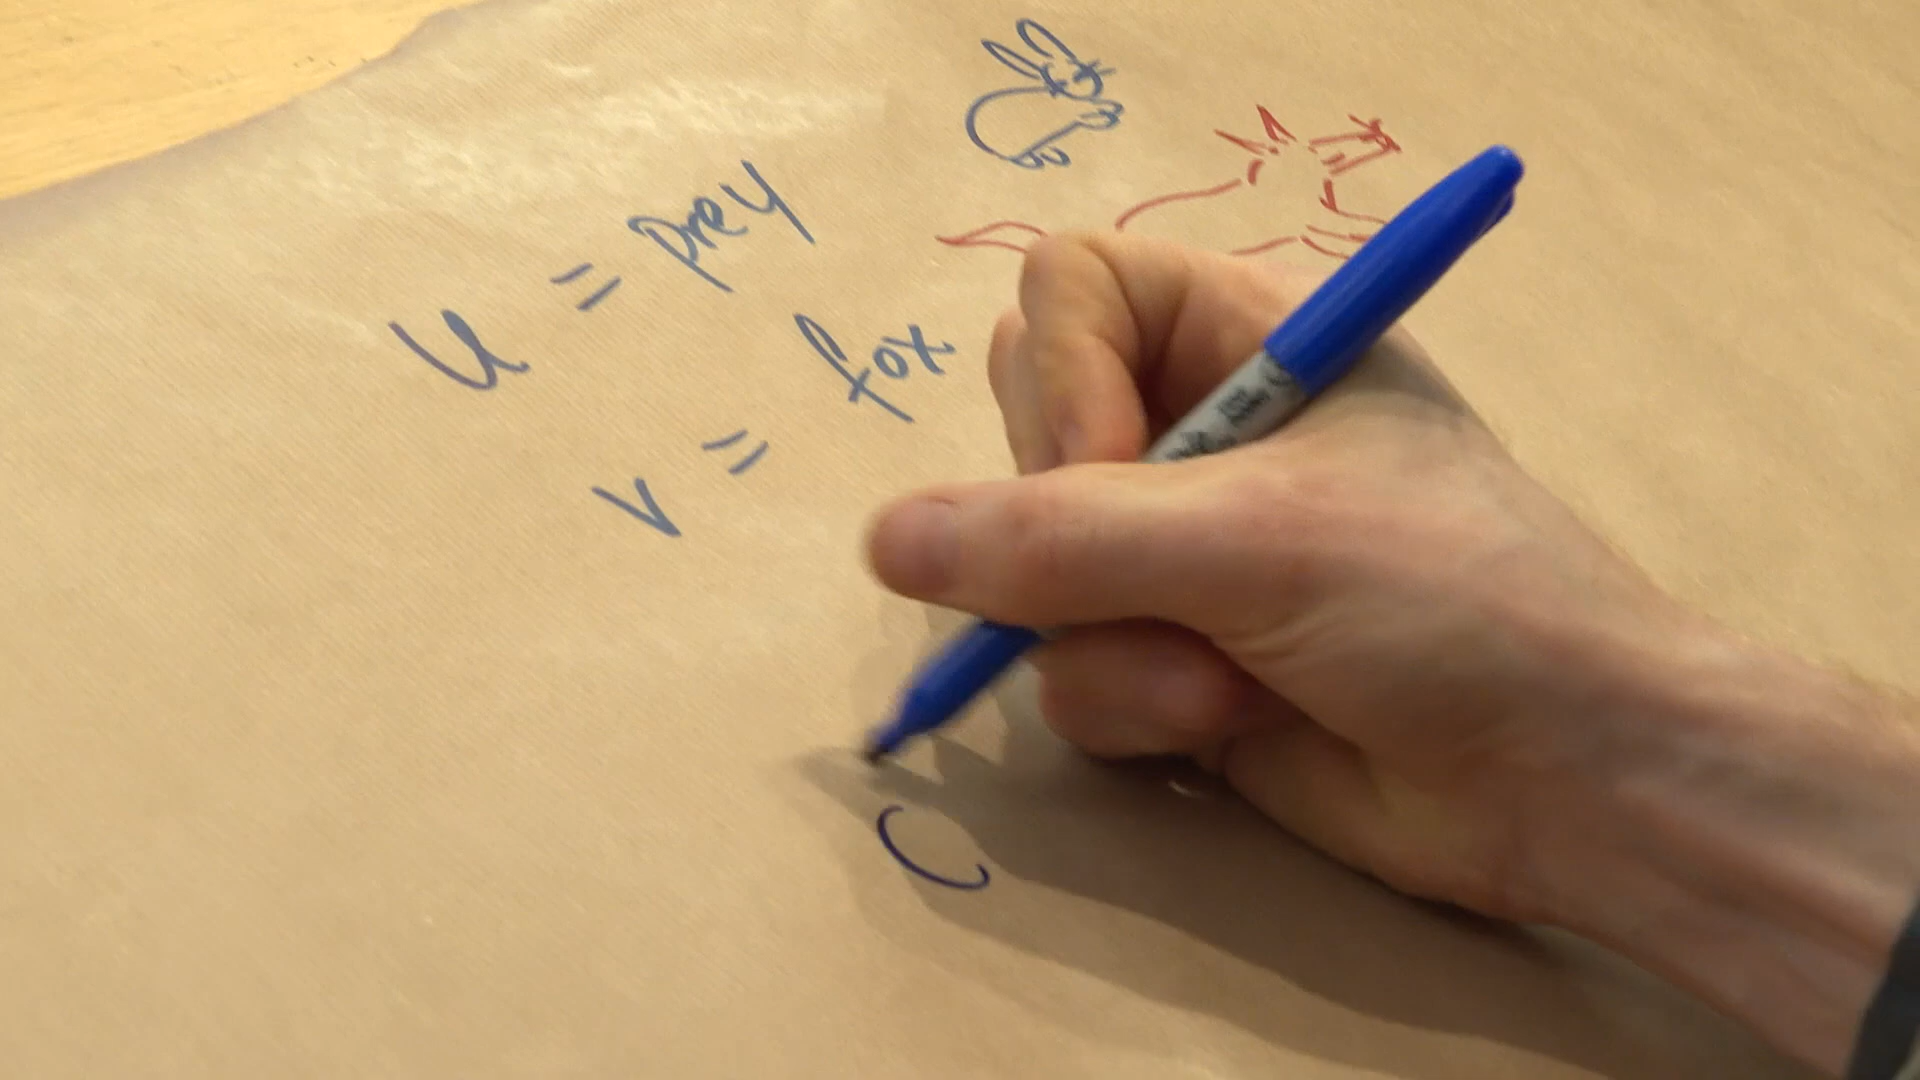 u = prey
v = fox
C